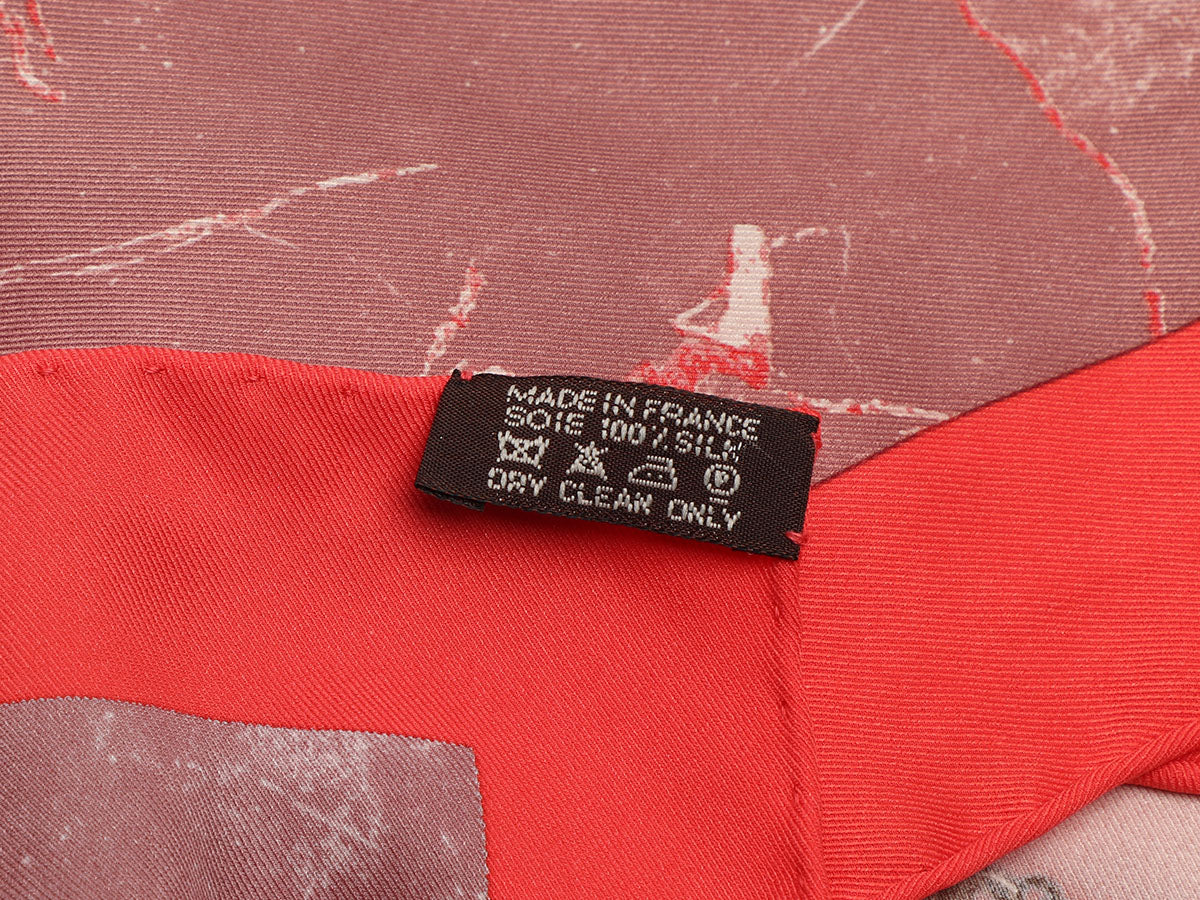 MADE IN FRANCE
SOIE 100% SILK
P
DRY CLEAN ONLY